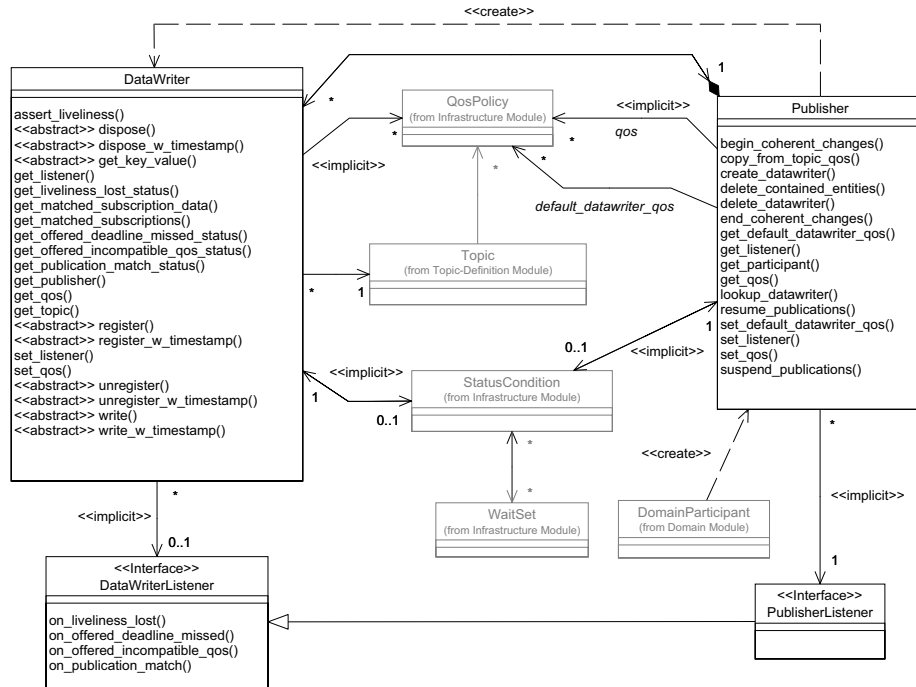 <<create>>
DataWriter
assert_liveliness()
<<abstract>> dispose()
<<abstract>> dispose_w_timestamp()
<<abstract>> get_key_value()
get_listener()
get_liveliness_lost_status()
get_matched_subscription_data()
get_matched_subscriptions()
get_offered_deadline_missed_status()
get_offered_incompatible_qos_status()
get_publication_match_status()
get_publisher()
get_qos()
get_topic()
<<abstract>> register()
<<abstract>> register_w_timestamp()
set_listener()
set_qos()
<<abstract>> unregister()
<<abstract>> unregister_w_timestamp()
<<abstract>> write()
<<abstract>> write_w_timestamp()
*
1
QosPolicy
(from Infrastructure Module)
<<implicit>>
*
*
<<implicit>>
qos
*
*
default_datawriter_qos
*
Topic
(from Topic-Definition Module)
*
1
Publisher
begin_coherent_changes()
copy_from_topic_qos()
create_datawriter()
delete_contained_entities()
delete_datawriter()
end_coherent_changes()
get_default_datawriter_qos()
get_listener()
get_participant()
get_qos()
lookup_datawriter()
resume_publications()
set_default_datawriter_qos()
set_listener()
set_qos()
suspend_publications()
1
0..1
<<implicit>>
<<implicit>>
1
0..1
StatusCondition
(from Infrastructure Module)
*
*
WaitSet
(from Infrastructure Module)
<<create>>
DomainParticipant
(from Domain Module)
*
<<implicit>>
0..1
*
<<implicit>>
1
<<Interface>>
DataWriterListener
on_liveliness_lost()
on_offered_deadline_missed()
on_offered_incompatible_qos()
on_publication_match()
<<Interface>>
PublisherListener